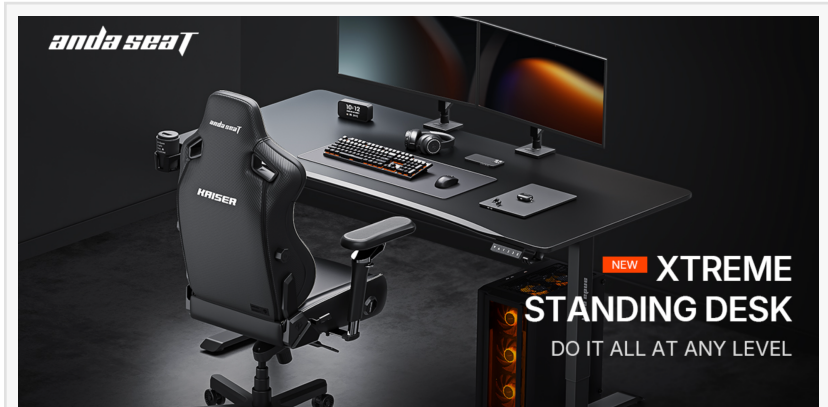 anda seaT
10-12
anda seaT
KAISER
NEW XTREME
STANDING DESK
DO IT ALL AT ANY LEVEL